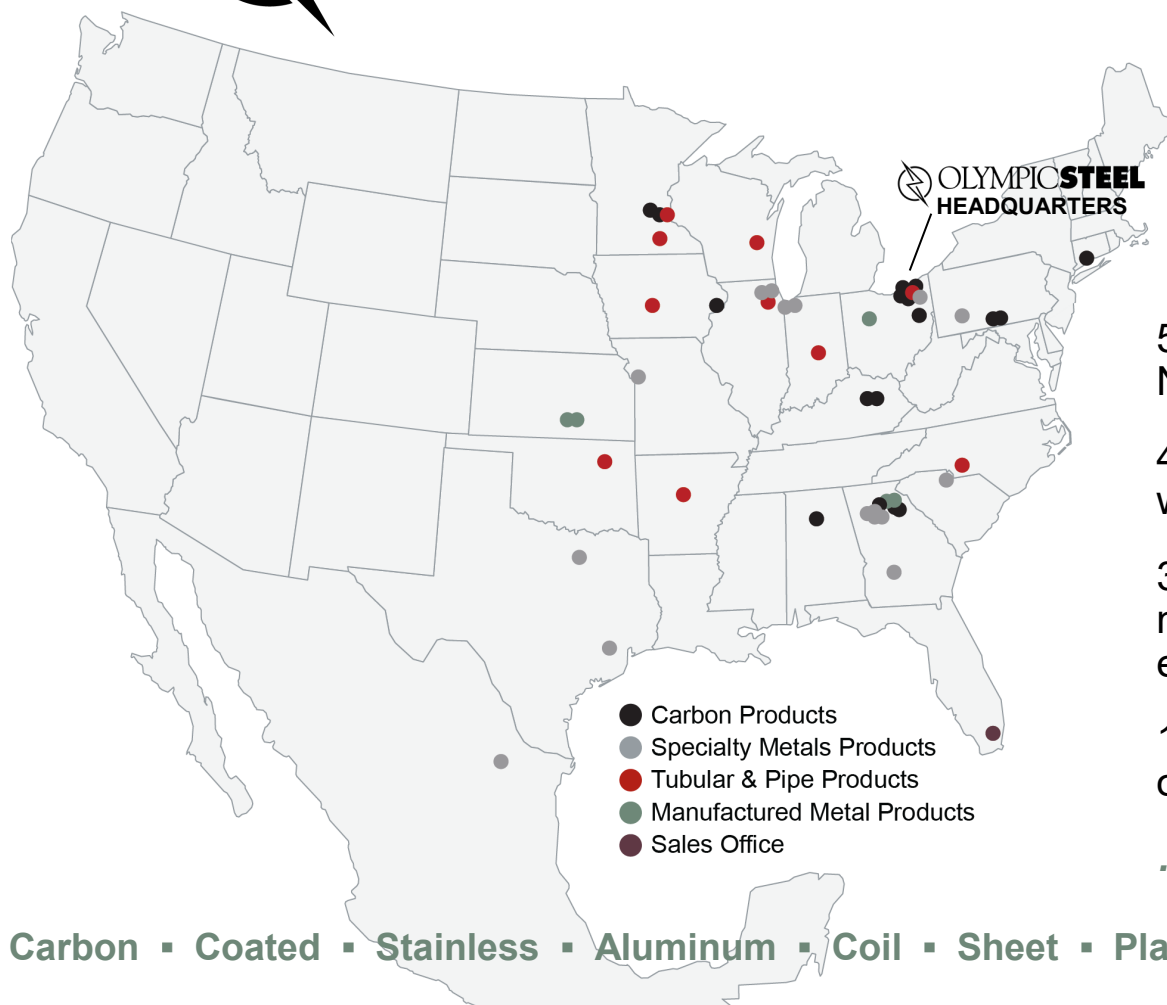 OLYMPICSTEEL
HEADQUARTERS
Carbon Products
Specialty Metals Products
Tubular & Pipe Products
Manufactured Metal Products
Sales Office
Carbon ▪ Coated ▪ Stainless ▪ Aluminum ▪ Coil ▪ Sheet ▪